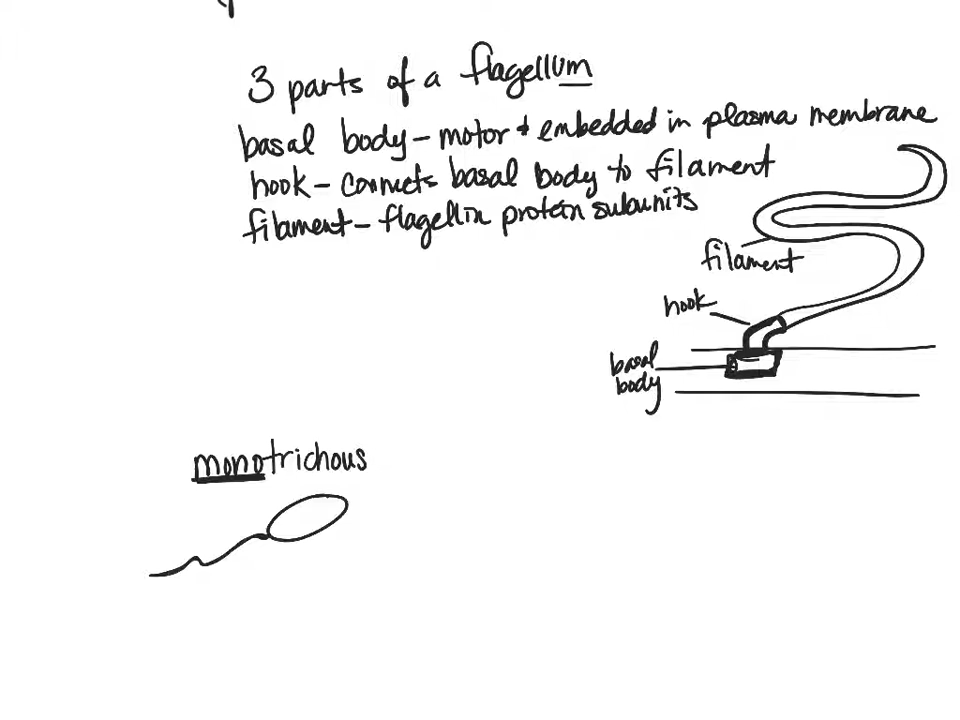 3 parts of a flagellum
basal body - motor + embedded in plasma membrane
hook - connects basal body to filament
filament - flagellin protein subunits
filament
hook
basal
body
monotrichous